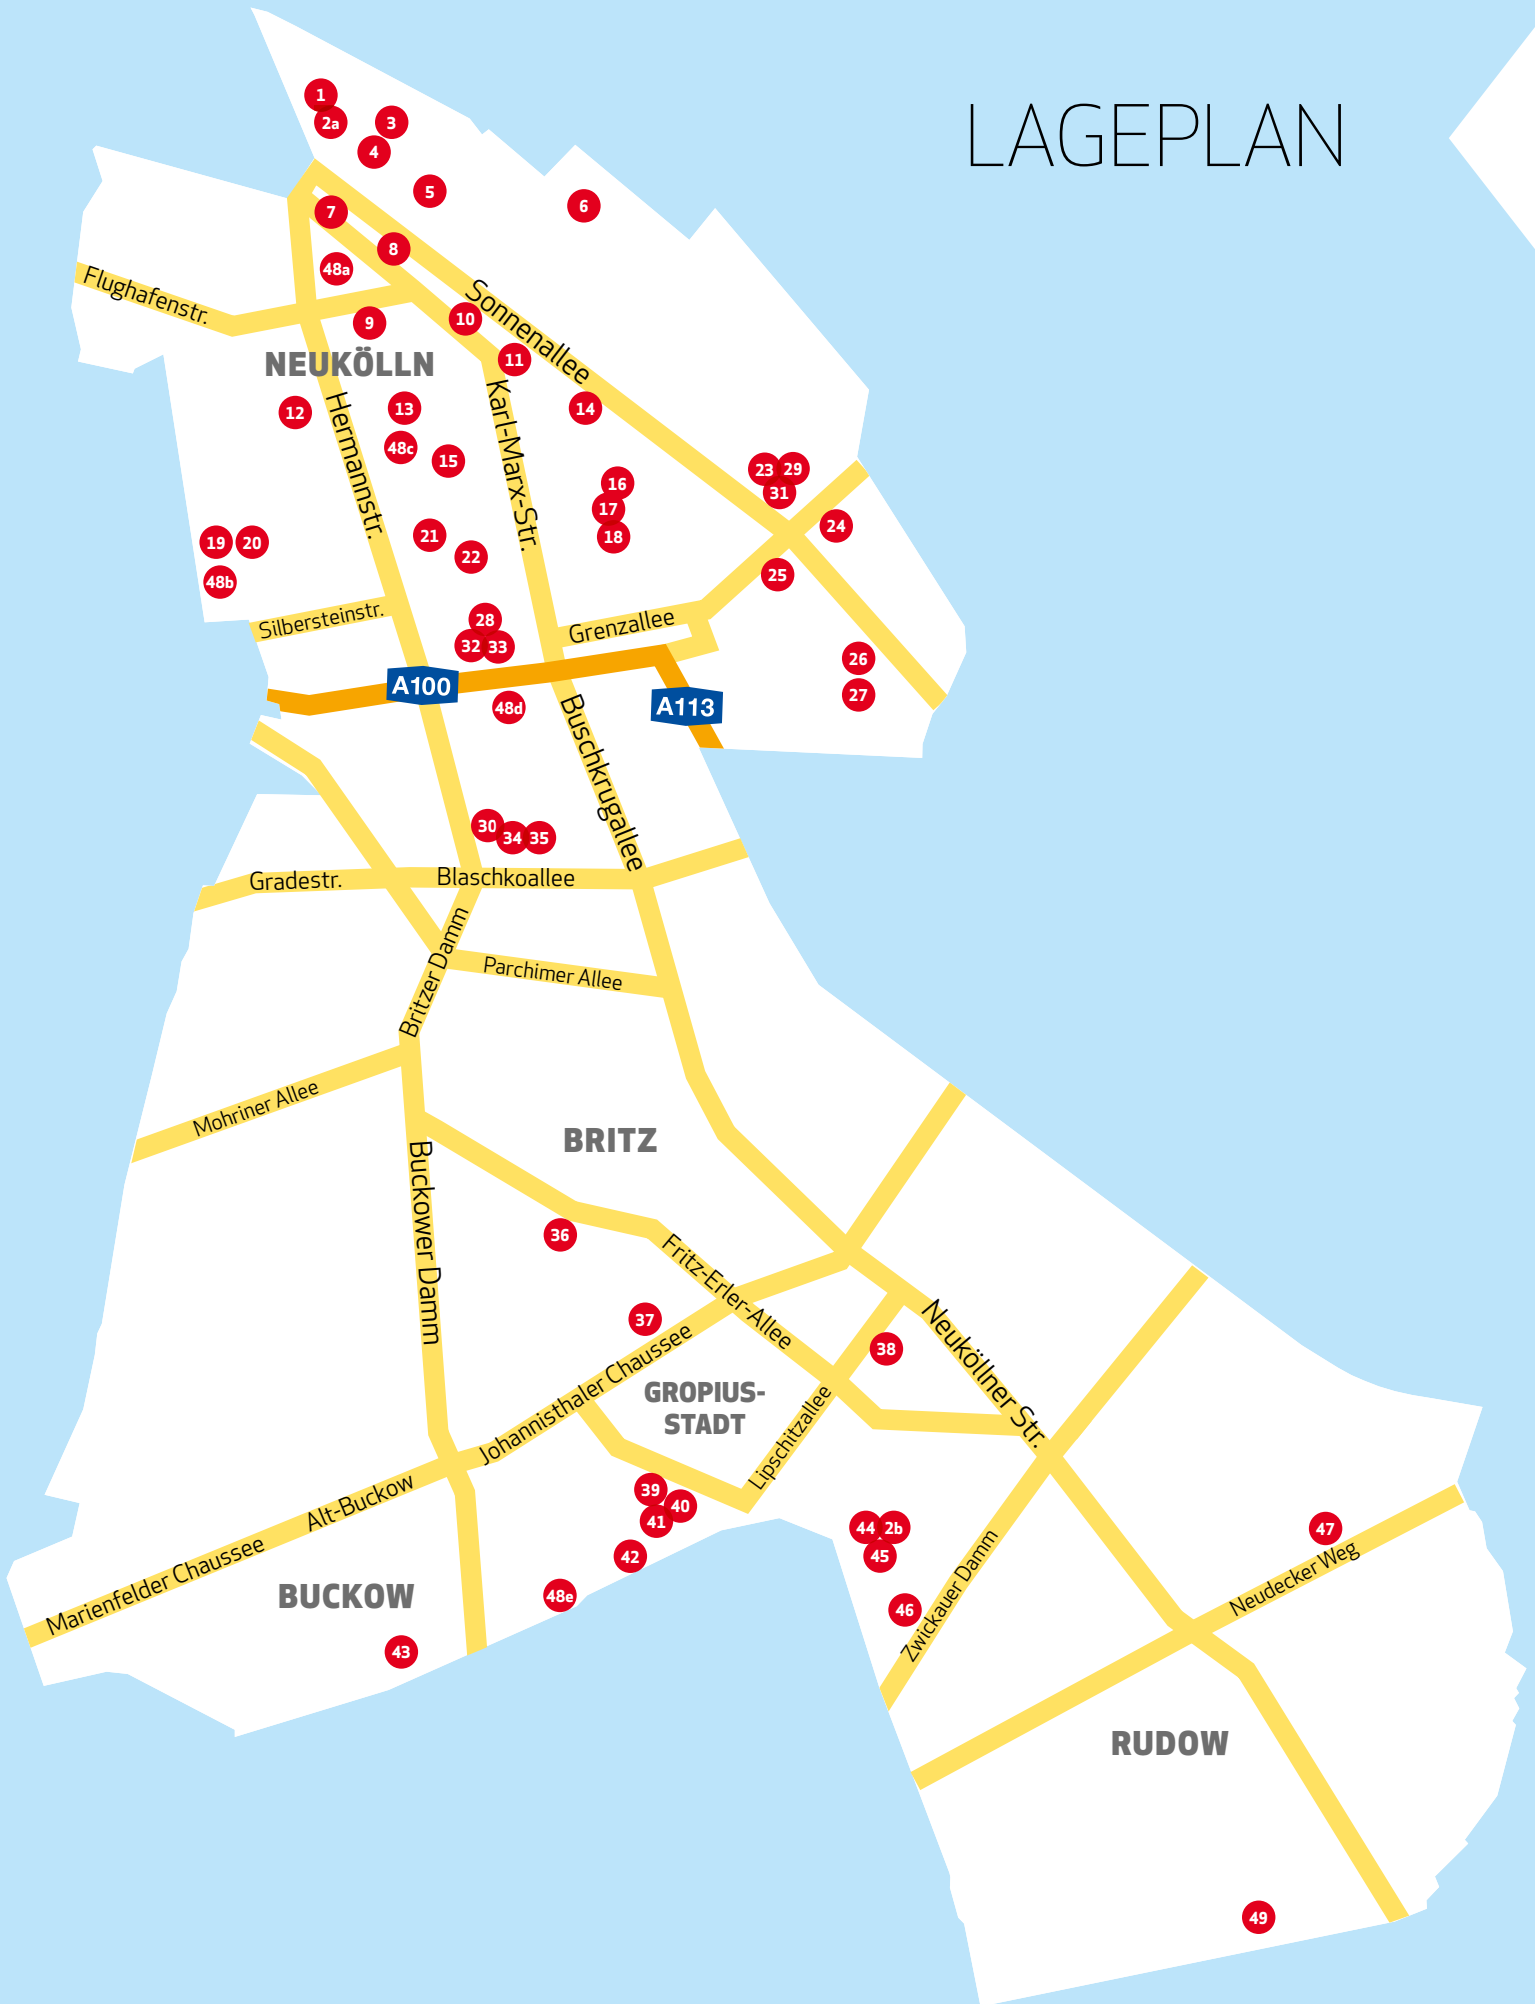 LAGEPLAN
1
2a
3
4
5
6
7
8
48a
Flughafenstr.
Sonnenallee
9
10
NEUKÖLLN
11
12
13
14
Hermannstr.
Karl-Marx-Str.
48c
15
16
17
18
23
29
31
24
19
20
21
22
25
48b
Silbersteinstr.
28
32
33
Grenzallee
26
27
A100
A113
48d
Buschkrugallee
30
34
35
Gradestr.
Blaschkoallee
Britzer Damm
Parchimer Allee
Mohriner Allee
BRITZ
Buckower Damm
36
Fritz-Erler-Allee
37
38
Neuköllner Str.
Johannisthaler Chaussee
GROPIUS-
STADT
Lipschitzallee
Alt-Buckow
39
40
41
42
44
2b
45
47
Marienfelder Chaussee
BUCKOW
48e
46
Zwickauer Damm
Neudecker Weg
43
RUDOW
49